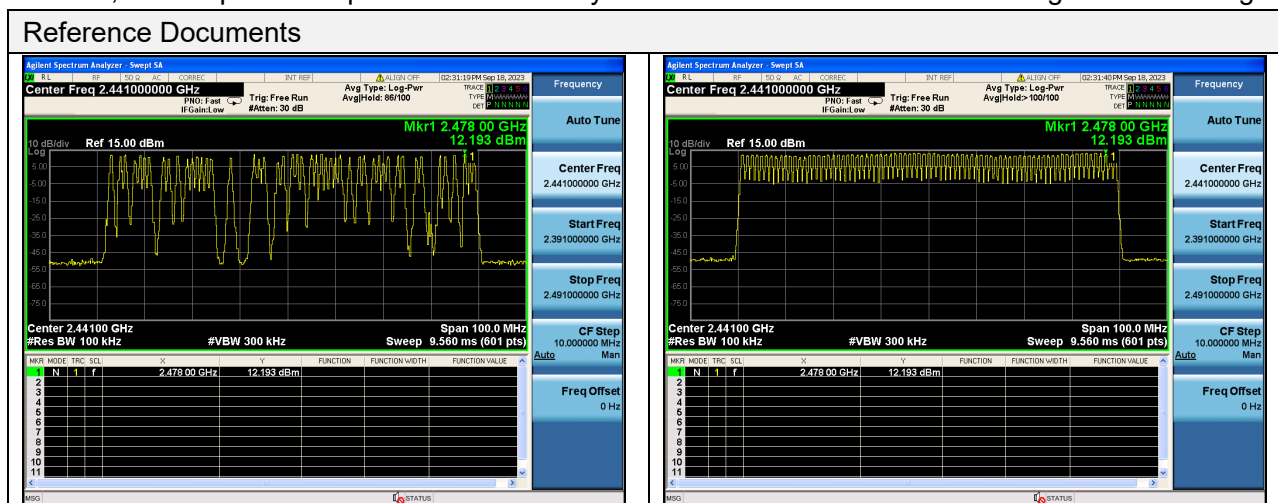 Reference Documents
Agilent Spectrum Analyzer - Swept SA
RL RF 50 Ω AC CORREC INT REF ALIGN OFF 02:31:19PM Sep 18, 2023
Center Freq 2.441000000 GHz
PNO: Fast
IFGain:Low
Trig: Free Run
#Atten: 30 dB
Avg Type: Log-Pwr
Avg|Hold: 86/100
TRACE 1 2 3 4 5 6
TYPE
DET P N N N N N
Mkr1 2.478 00 GHz
12.193 dBm
10 dB/div Ref 15.00 dBm
Log
1
5.00
-5.00
-15.0
-25.0
-35.0
-45.0
-55.0
-65.0
-75.0
Center 2.44100 GHz Span 100.0 MHz
#Res BW 100 kHz #VBW 300 kHz Sweep 9.560 ms (601 pts)
MKR MODE TRC SCL X Y FUNCTION FUNCTION WIDTH FUNCTION VALUE
1 N 1 f 2.478 00 GHz 12.193 dBm
2
3
4
5
6
7
8
9
10
11
MSG STATUS
Frequency
Auto Tune
Center Freq
2.441000000 GHz
Start Freq
2.391000000 GHz
Stop Freq
2.491000000 GHz
CF Step
10.000000 MHz
Auto Man
Freq Offset
0 Hz
Agilent Spectrum Analyzer - Swept SA
RL RF 50 Ω AC CORREC INT REF ALIGN OFF 02:31:40PM Sep 18, 2023
Center Freq 2.441000000 GHz
PNO: Fast
IFGain:Low
Trig: Free Run
#Atten: 30 dB
Avg Type: Log-Pwr
Avg|Hold:>100/100
TRACE 1 2 3 4 5 6
TYPE
DET P N N N N N
Mkr1 2.478 00 GHz
12.193 dBm
10 dB/div Ref 15.00 dBm
Log
1
5.00
-5.00
-15.0
-25.0
-35.0
-45.0
-55.0
-65.0
-75.0
Center 2.44100 GHz Span 100.0 MHz
#Res BW 100 kHz #VBW 300 kHz Sweep 9.560 ms (601 pts)
MKR MODE TRC SCL X Y FUNCTION FUNCTION WIDTH FUNCTION VALUE
1 N 1 f 2.478 00 GHz 12.193 dBm
2
3
4
5
6
7
8
9
10
11
MSG STATUS
Frequency
Auto Tune
Center Freq
2.441000000 GHz
Start Freq
2.391000000 GHz
Stop Freq
2.491000000 GHz
CF Step
10.000000 MHz
Auto Man
Freq Offset
0 Hz